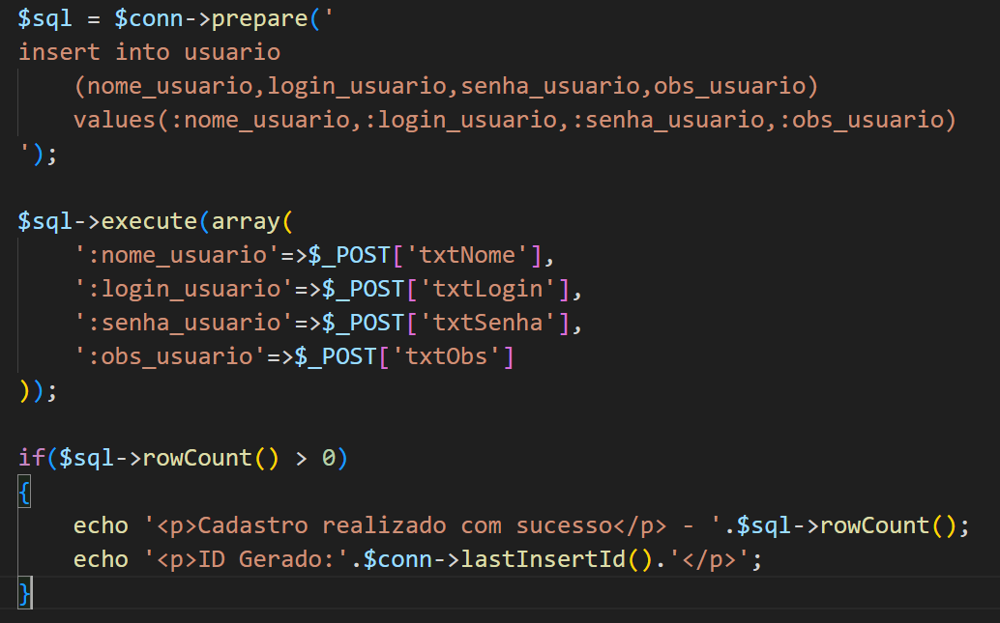 $sql = $conn->prepare('
insert into usuario
    (nome_usuario,login_usuario,senha_usuario,obs_usuario)
    values(:nome_usuario,:login_usuario,:senha_usuario,:obs_usuario)
');

$sql->execute(array(
    ':nome_usuario'=>$_POST['txtNome'],
    ':login_usuario'=>$_POST['txtLogin'],
    ':senha_usuario'=>$_POST['txtSenha'],
    ':obs_usuario'=>$_POST['txtObs']
));

if($sql->rowCount() > 0)
{
    echo '<p>Cadastro realizado com sucesso</p> - '.$sql->rowCount();
    echo '<p>ID Gerado:'.$conn->lastInsertId().'</p>';
}